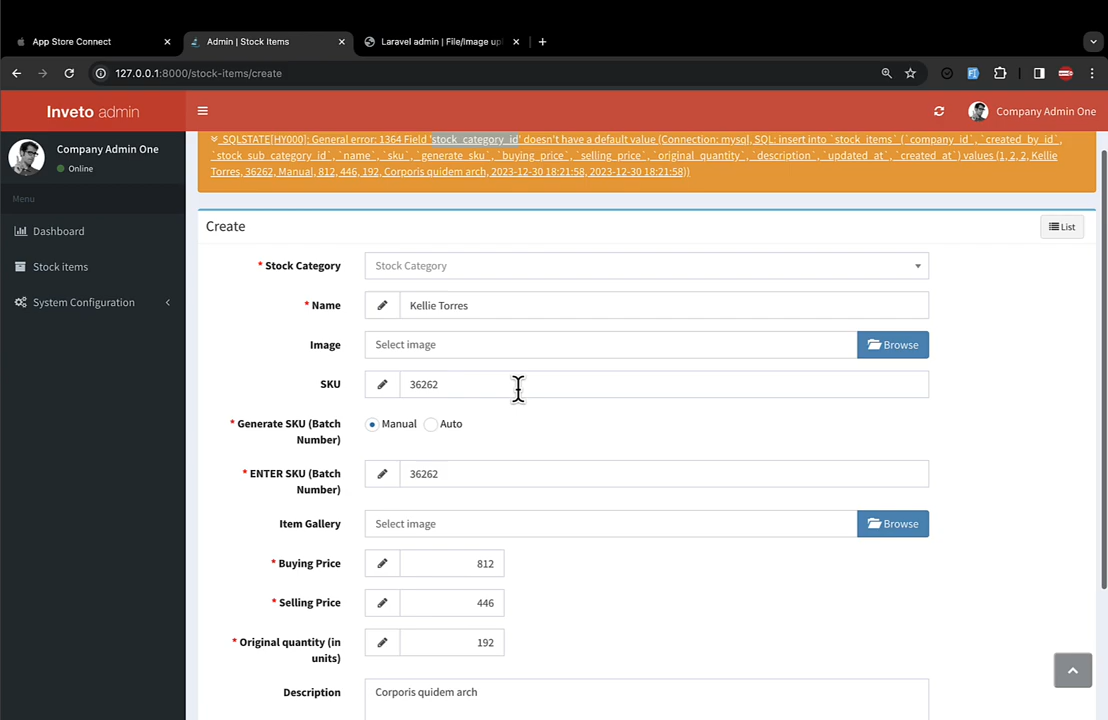 App Store Connect
Admin | Stock Items
Laravel admin | File/Image up
127.0.0.1:8000/stock-items/create
Inveto admin
Company Admin One
Company Admin One
Online
SQLSTATE[HY000]: General error: 1364 Field 'stock_category_id' doesn't have a default value (Connection: mysql, SQL: insert into `stock_items` (`company_id`, `created_by_id`,
`stock_sub_category_id`, `name`, `sku`, `generate_sku`, `buying_price`, `selling_price`, `original_quantity`, `description`, `updated_at`, `created_at`) values (1, 2, 2, Kellie
Torres, 36262, Manual, 812, 446, 192, Corporis quidem arch, 2023-12-30 18:21:58, 2023-12-30 18:21:58))
Menu
Dashboard
Stock items
System Configuration
Create
List
* Stock Category
Stock Category
* Name
Kellie Torres
Image
Select image
Browse
SKU
36262
* Generate SKU (Batch
Number)
Manual
Auto
* ENTER SKU (Batch
Number)
36262
Item Gallery
Select image
Browse
* Buying Price
812
* Selling Price
446
* Original quantity (in
units)
192
Description
Corporis quidem arch